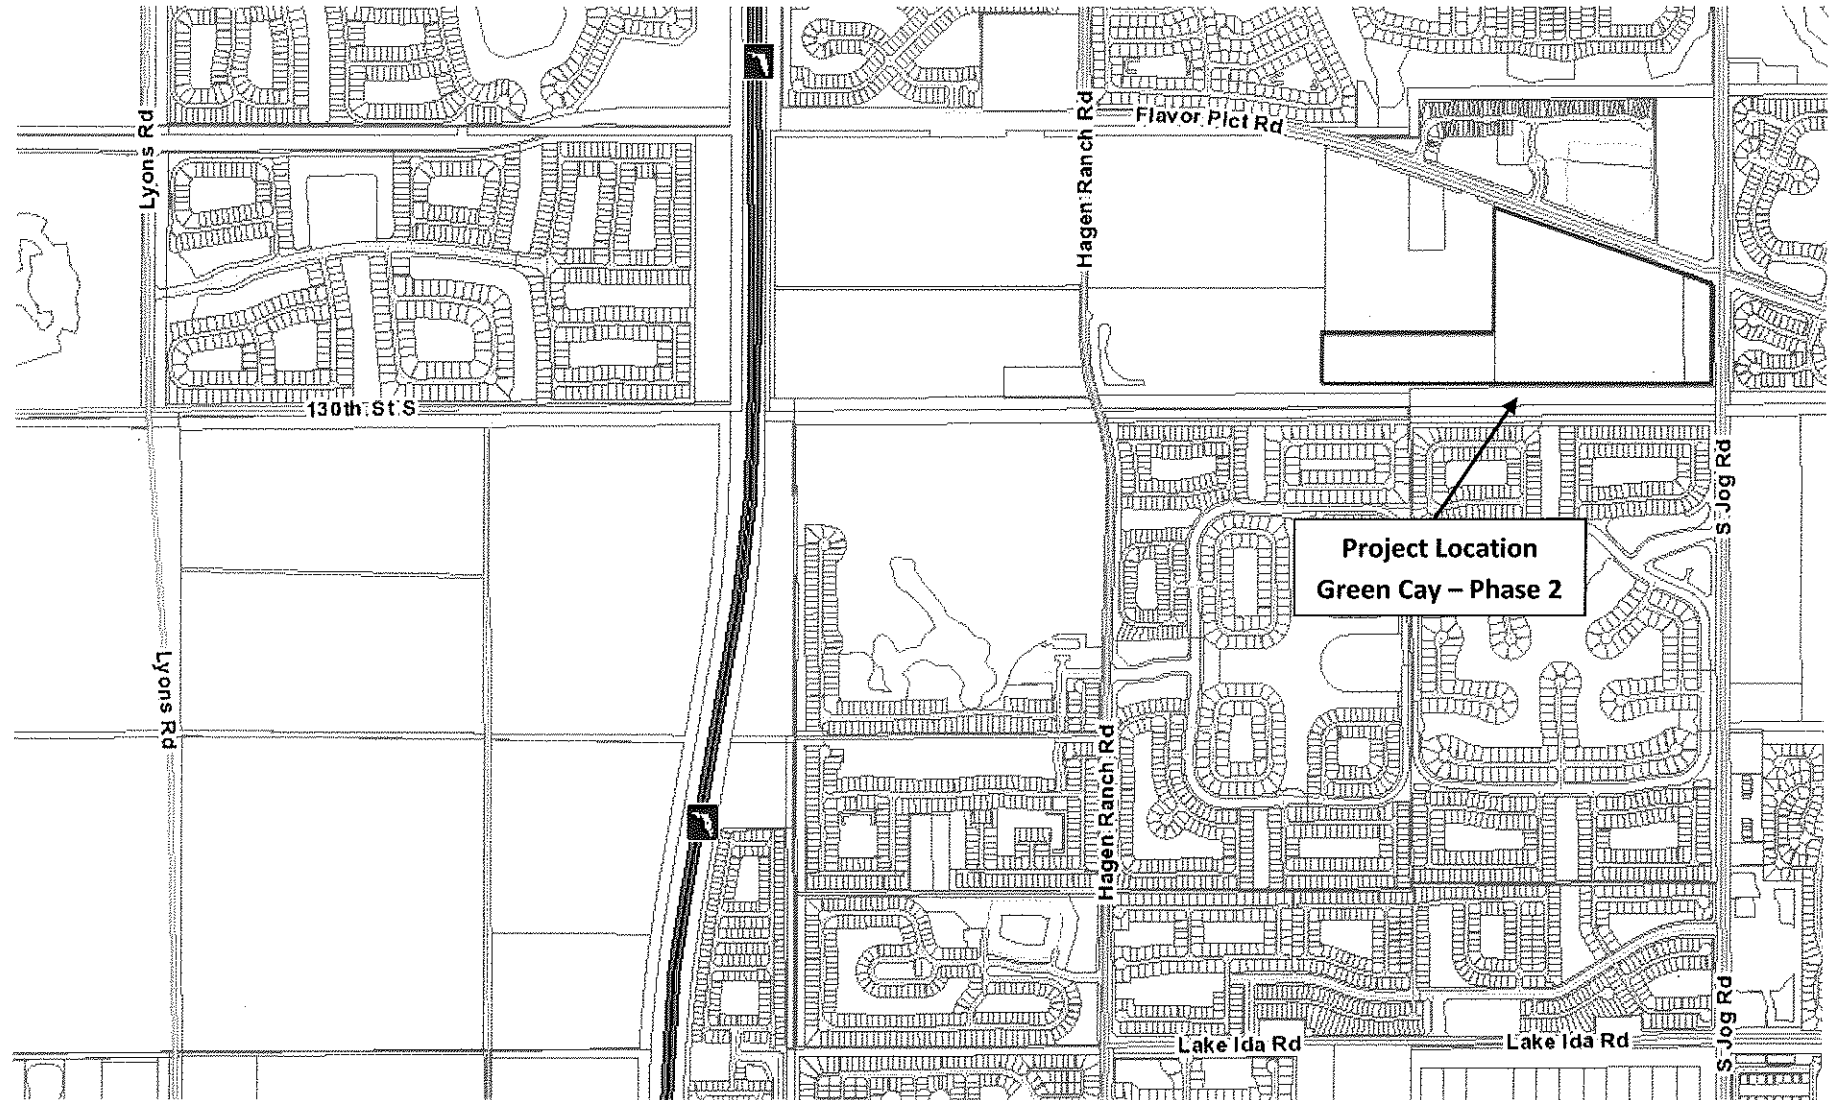 Lyons Rd
Hagen Ranch Rd
Flavor Pict Rd
130th St S
S Jog Rd
Project Location
Green Cay – Phase 2
Lyons Rd
Hagen Ranch Rd
S Jog Rd
Lake Ida Rd
Lake Ida Rd